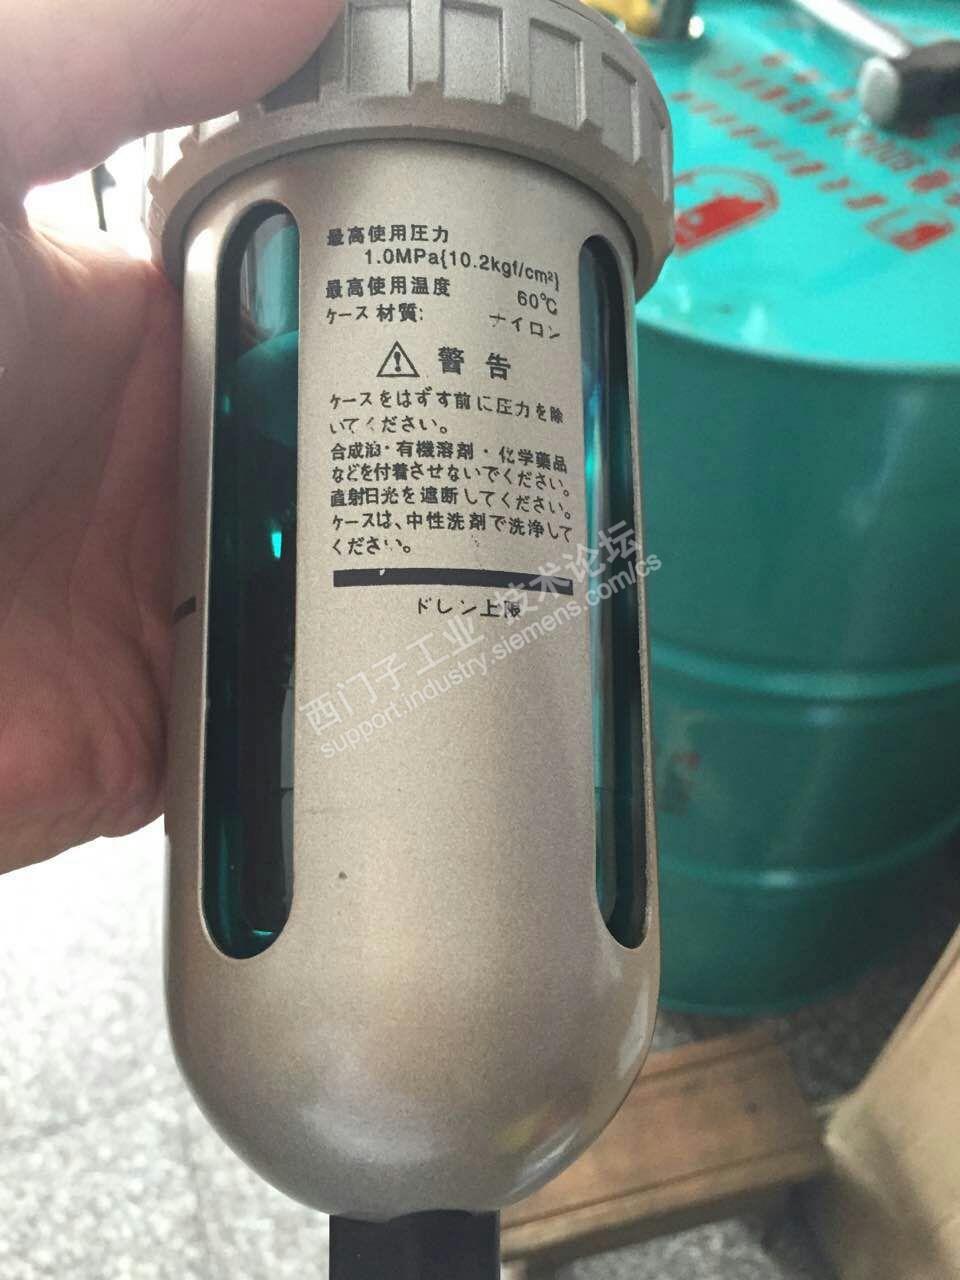 最高使用圧力
1.0MPa{10.2kgf/cm²}
最高使用温度 60℃
ケース材質: ナイロン
警告
ケースをはずす前に圧力を除
いてください。
合成油・有機溶剤・化学薬品
などを付着させないでください。
直射日光を遮断してください。
ケースは、中性洗剤で洗浄して
ください。
ドレン上限
西门子工业 技术论坛
support.industry.siemens.com/cs